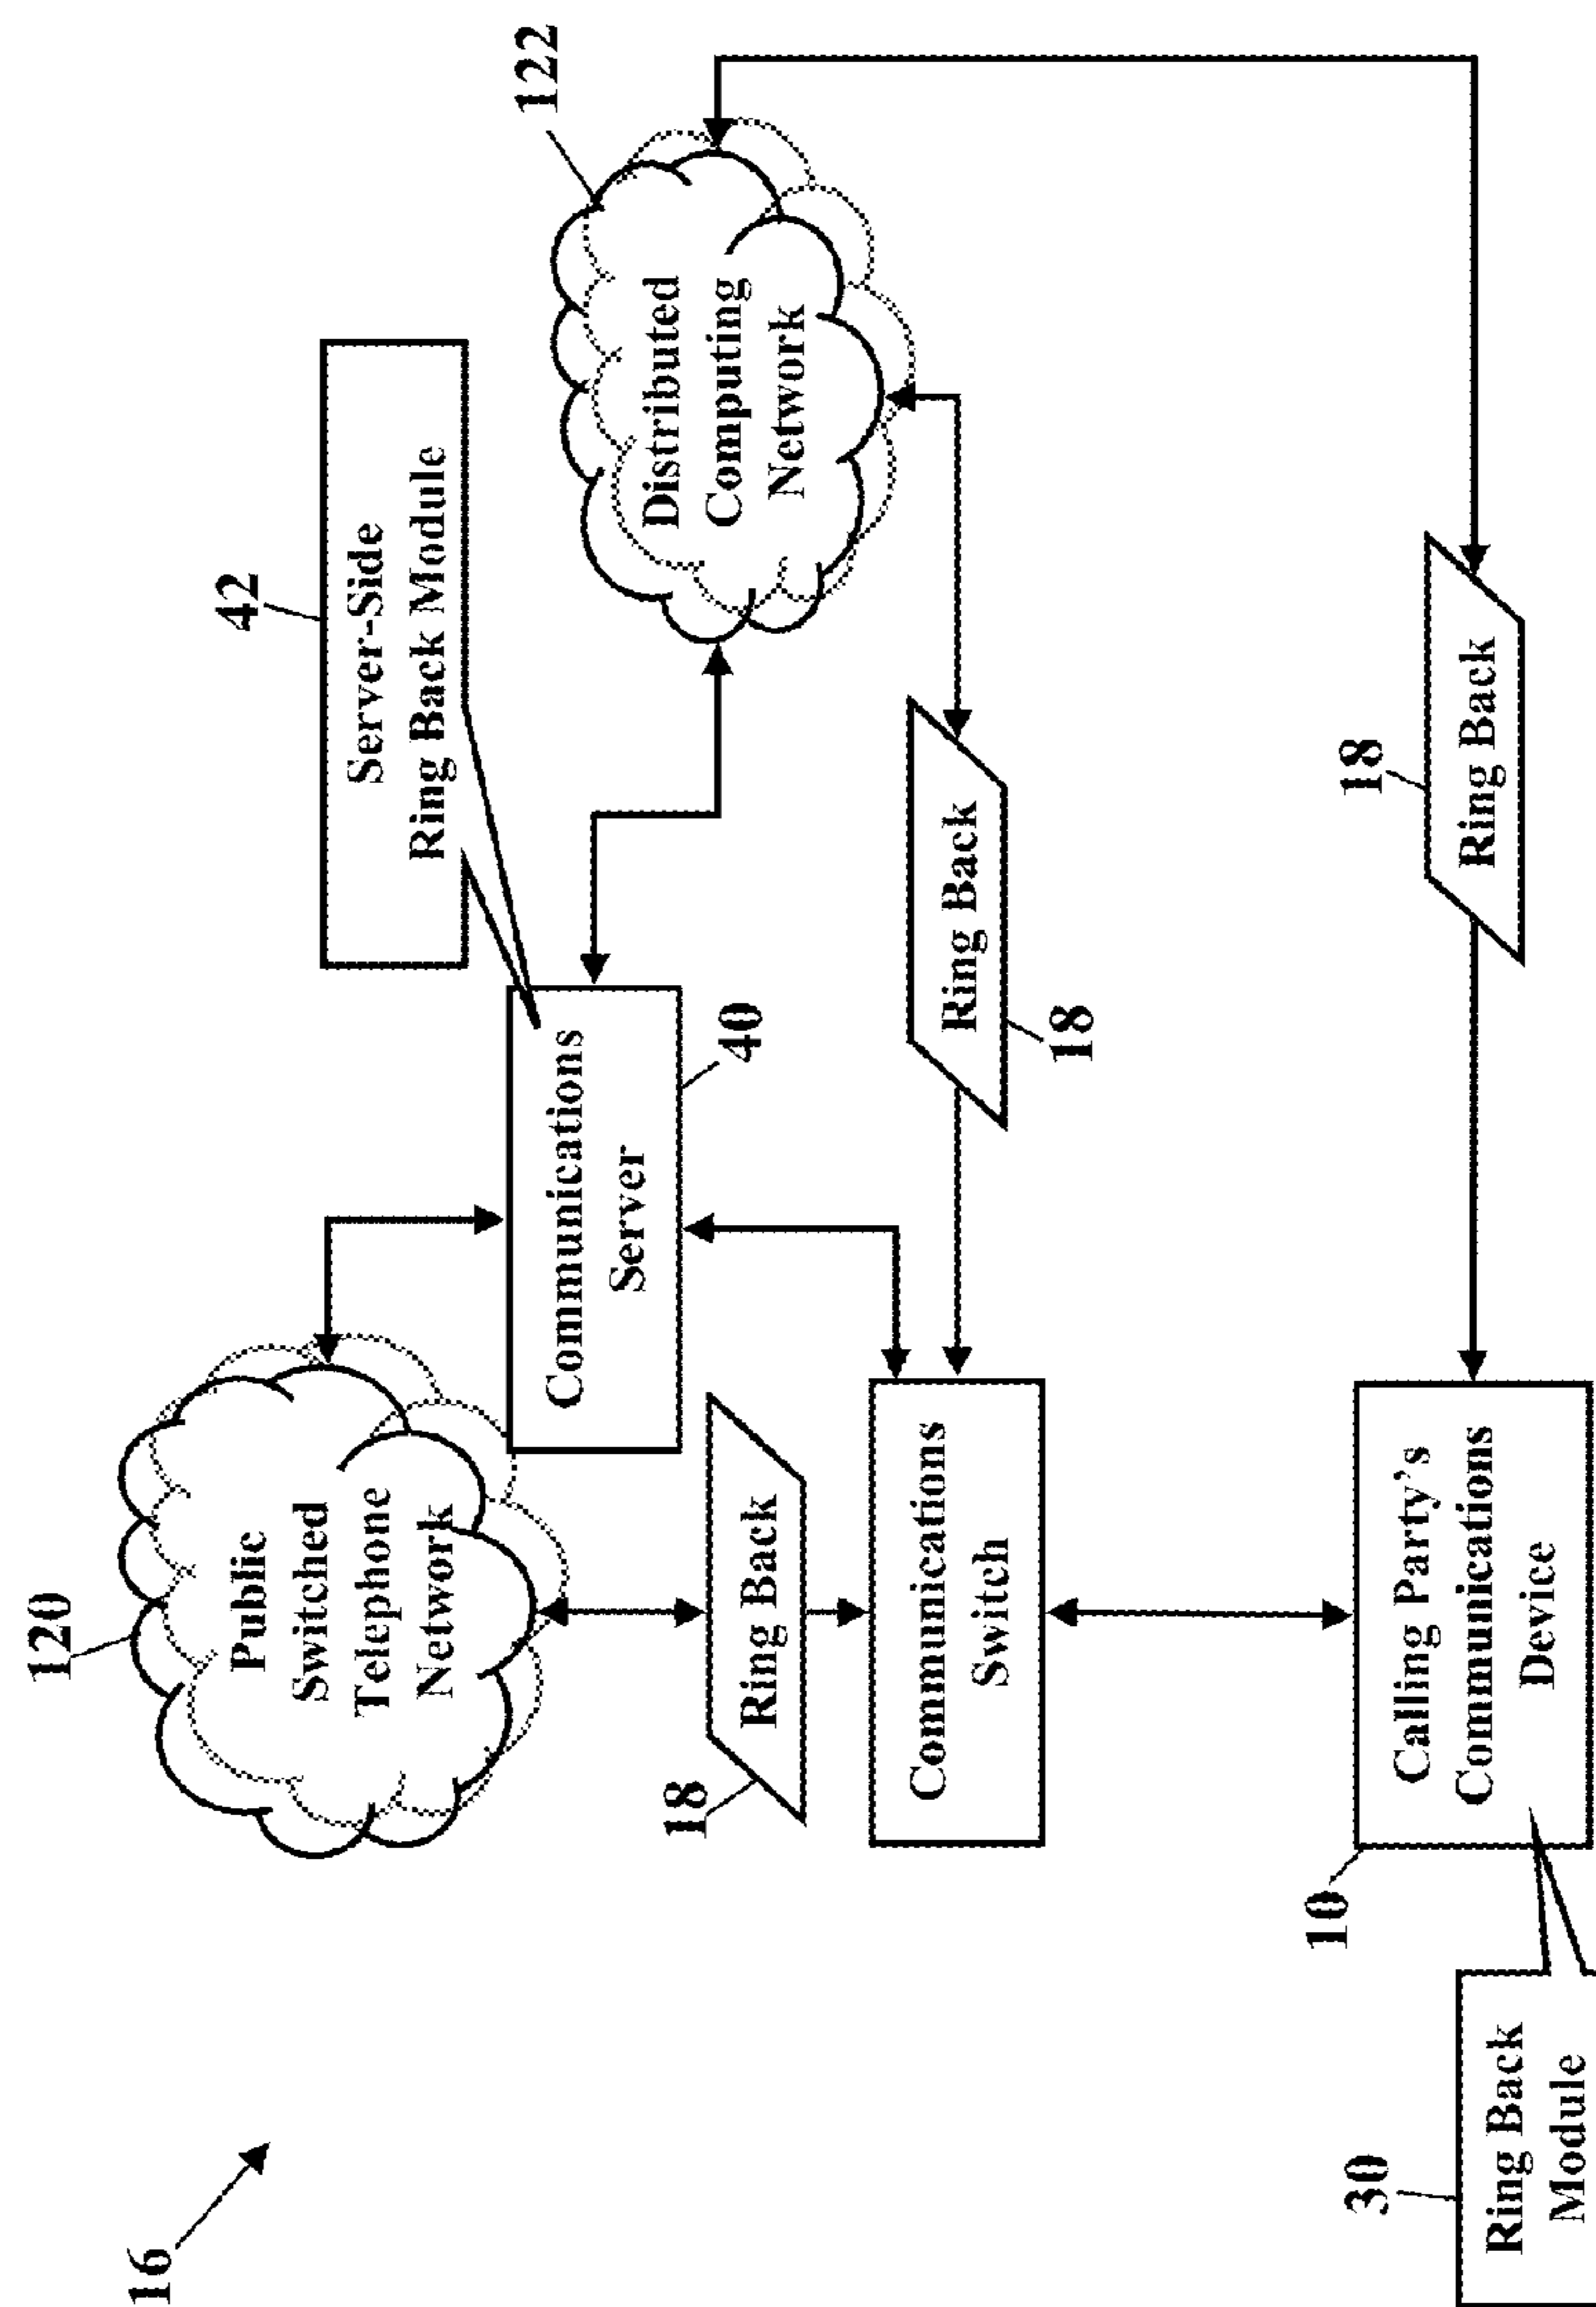 16
120
Public
Switched
Telephone
Network
42
Server-Side
Ring Back Module
122
Distributed
Computing
Network
Communications
Server
40
18
Ring Back
Ring Back
18
Communications
Switch
18
Ring Back
10
Calling Party's
Communications
Device
30
Ring Back
Module